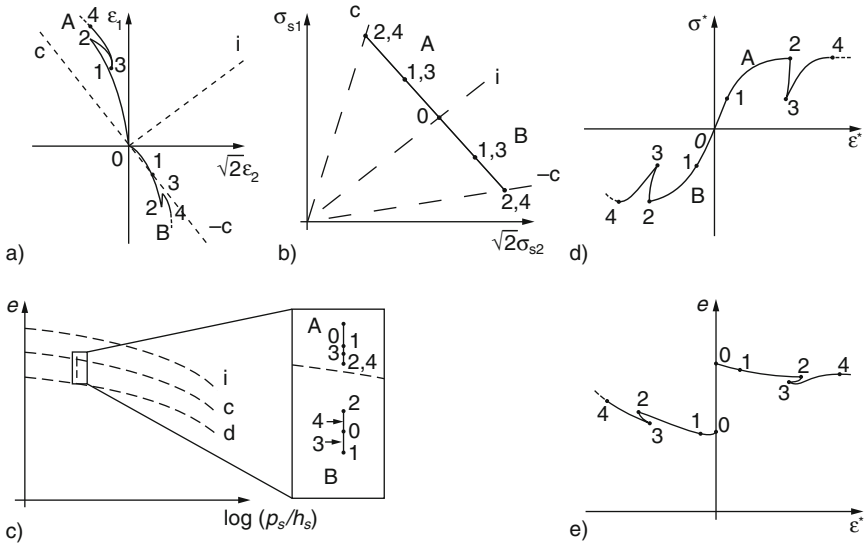 4
ε1
A
2
c
3
1
i
0
√2ε2
1
3
2
4
B
–c
a)
σs1
c
2,4
A
1,3
i
0
B
1,3
–c
2,4
√2σs2
b)
σ*
A
2
4
1
3
0
ε*
3
1
B
4
2
d)
e
i
c
d
A
0
1
3
2,4
2
4
0
3
1
B
log (ps/hs)
c)
e
0
1
2
4
3
2
4
3
1
0
ε*
e)